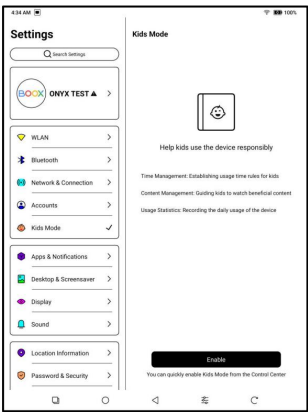 4:34 AM
100%
Settings
Kids Mode
Search Settings
BOOX
ONYX TEST
WLAN
Bluetooth
Network & Connection
Accounts
Kids Mode
Apps & Notifications
Desktop & Screensaver
Display
Sound
Location Information
Password & Security
Help kids use the device responsibly
Time Management: Establishing usage time rules for kids
Content Management: Guiding kids to watch beneficial content
Usage Statistics: Recording the daily usage of the device
Enable
You can quickly enable Kids Mode from the Control Center